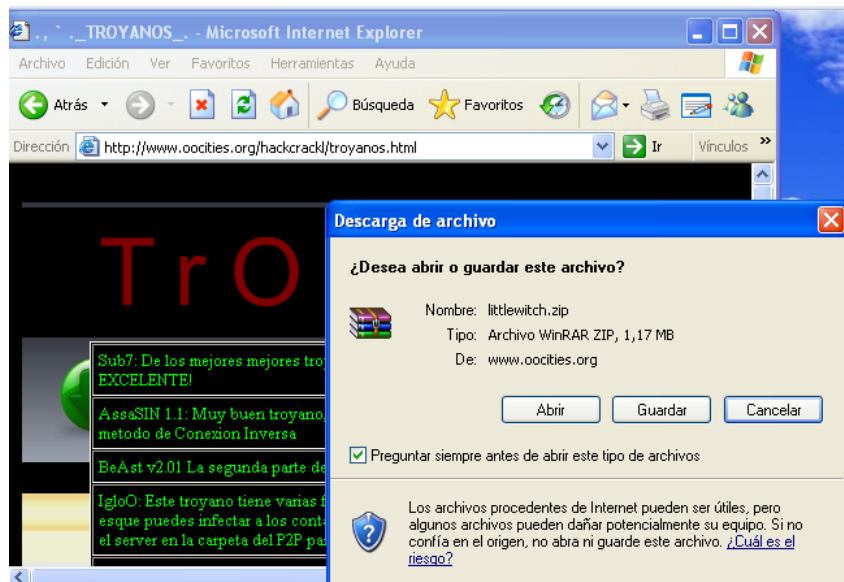 ., ` ._TROYANOS_. - Microsoft Internet Explorer
Archivo Edición Ver Favoritos Herramientas Ayuda
Atrás Búsqueda Favoritos
Dirección http://www.oocities.org/hackcrackl/troyanos.html Ir Vínculos »
TrO
Sub7: De los mejores mejores
EXCELENTE!
AssaSIN 1.1: Muy buen troyano,
metodo de Conexion Inversa
BeAst v2.01 La segunda parte de
IgloO: Este troyano tiene varias
esque puedes infectar a los
el server en la carpeta del P2P
Descarga de archivo
¿Desea abrir o guardar este archivo?
Nombre: littlewitch.zip
Tipo: Archivo WinRAR ZIP, 1,17 MB
De: www.oocities.org
Abrir Guardar Cancelar
Preguntar siempre antes de abrir este tipo de archivos
Los archivos procedentes de Internet pueden ser útiles, pero
algunos archivos pueden dañar potencialmente su equipo. Si no
confía en el origen, no abra ni guarde este archivo. ¿Cuál es el
riesgo?